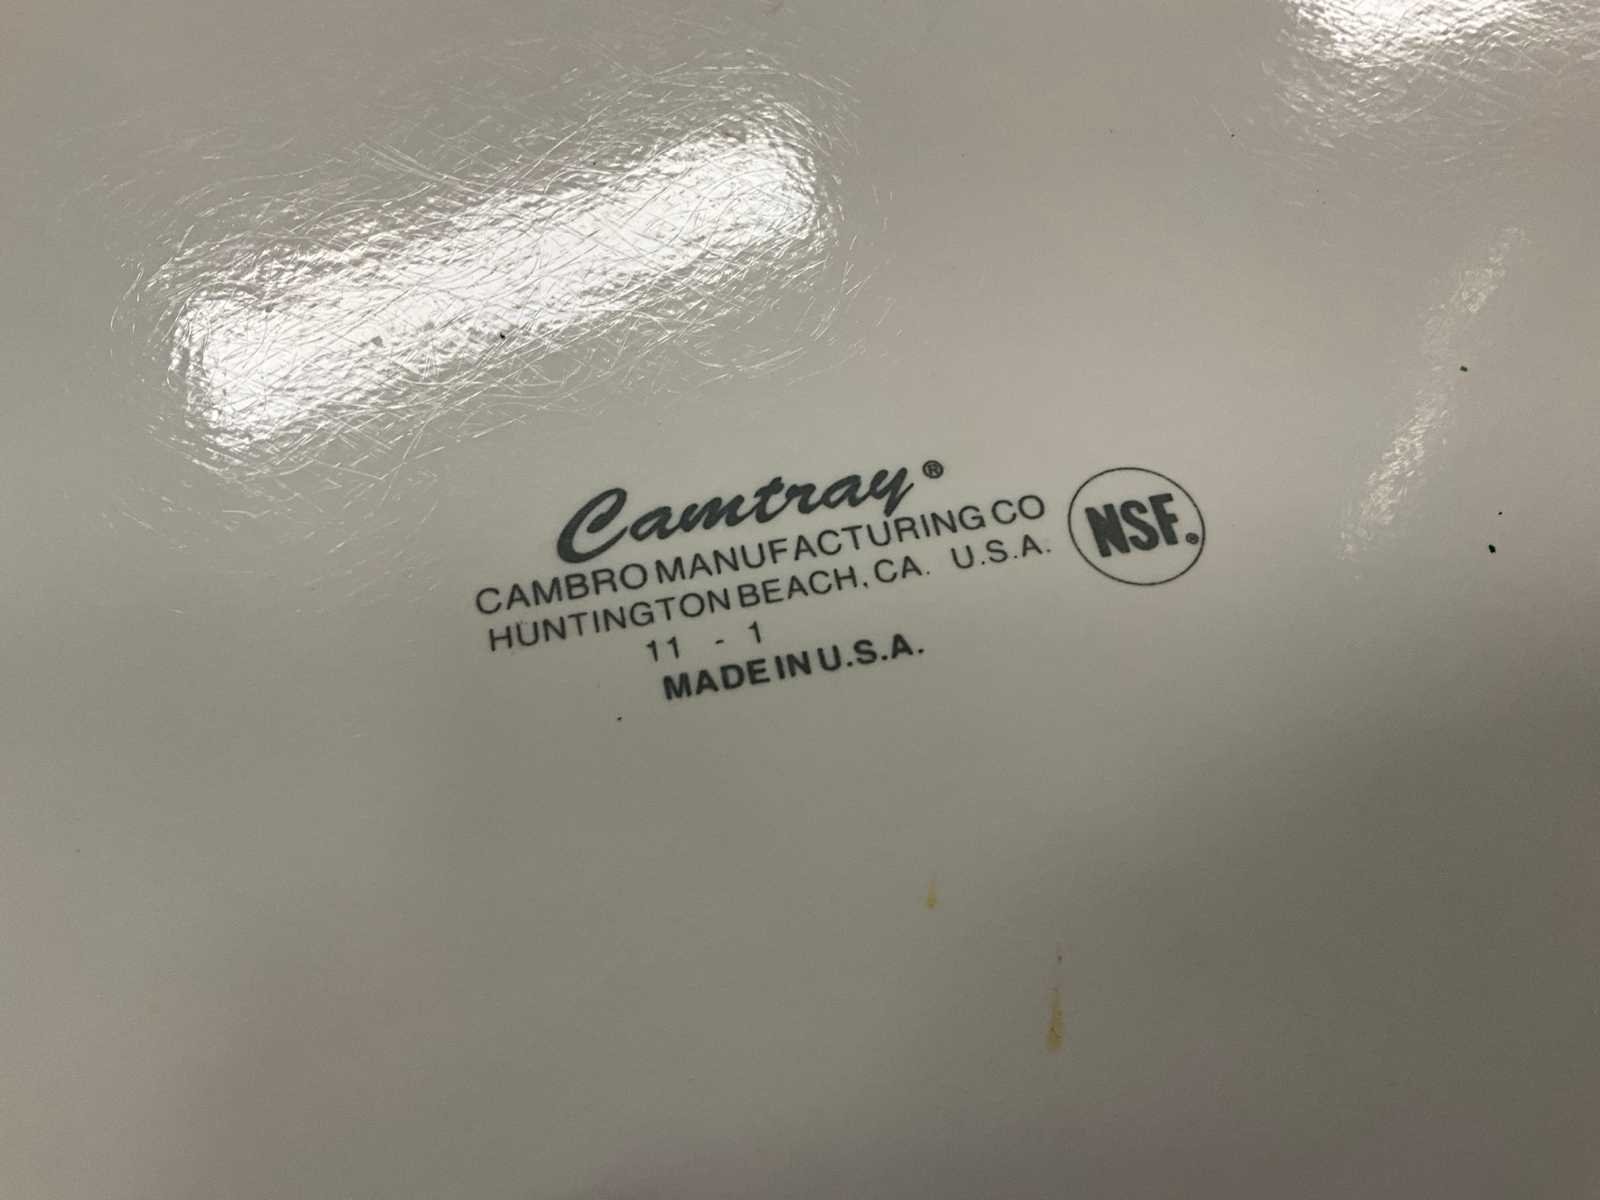 Camtray®
CAMBRO MANUFACTURING CO
HUNTINGTON BEACH, CA. U.S.A.
NSF®
11 - 1
MADE IN U.S.A.